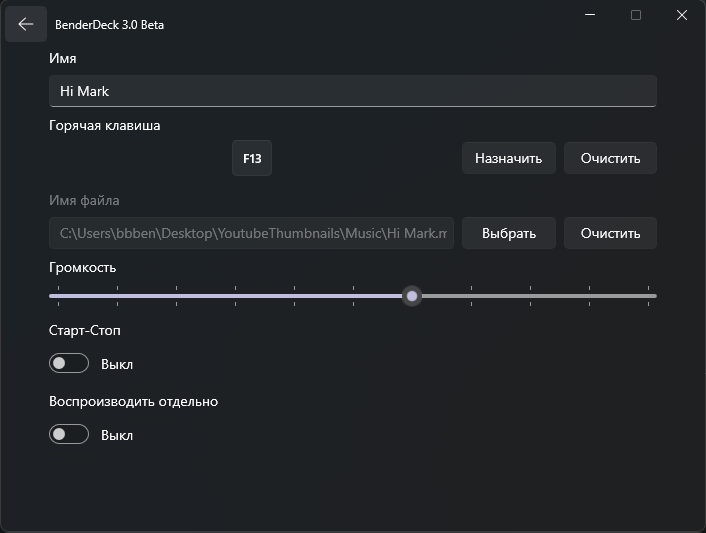 BenderDeck 3.0 Beta
Имя
Hi Mark
Горячая клавиша
F13
Назначить
Очистить
Имя файла
C:\Users\bbben\Desktop\YoutubeThumbnails\Music\Hi Mark.m
Выбрать
Очистить
Громкость
Старт-Стоп
Выкл
Воспроизводить отдельно
Выкл